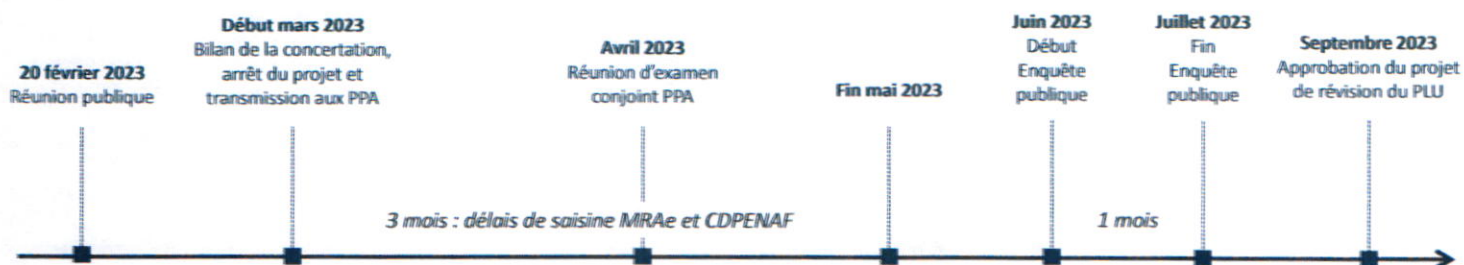 20 février 2023
Réunion publique
Début mars 2023
Bilan de la concertation,
arrêt du projet et
transmission aux PPA
Avril 2023
Réunion d'examen
conjoint PPA
Fin mai 2023
Juin 2023
Début
Enquête
publique
Juillet 2023
Fin
Enquête
publique
Septembre 2023
Approbation du projet
de révision du PLU
3 mois : délais de saisine MRAe et CDPENAF
1 mois